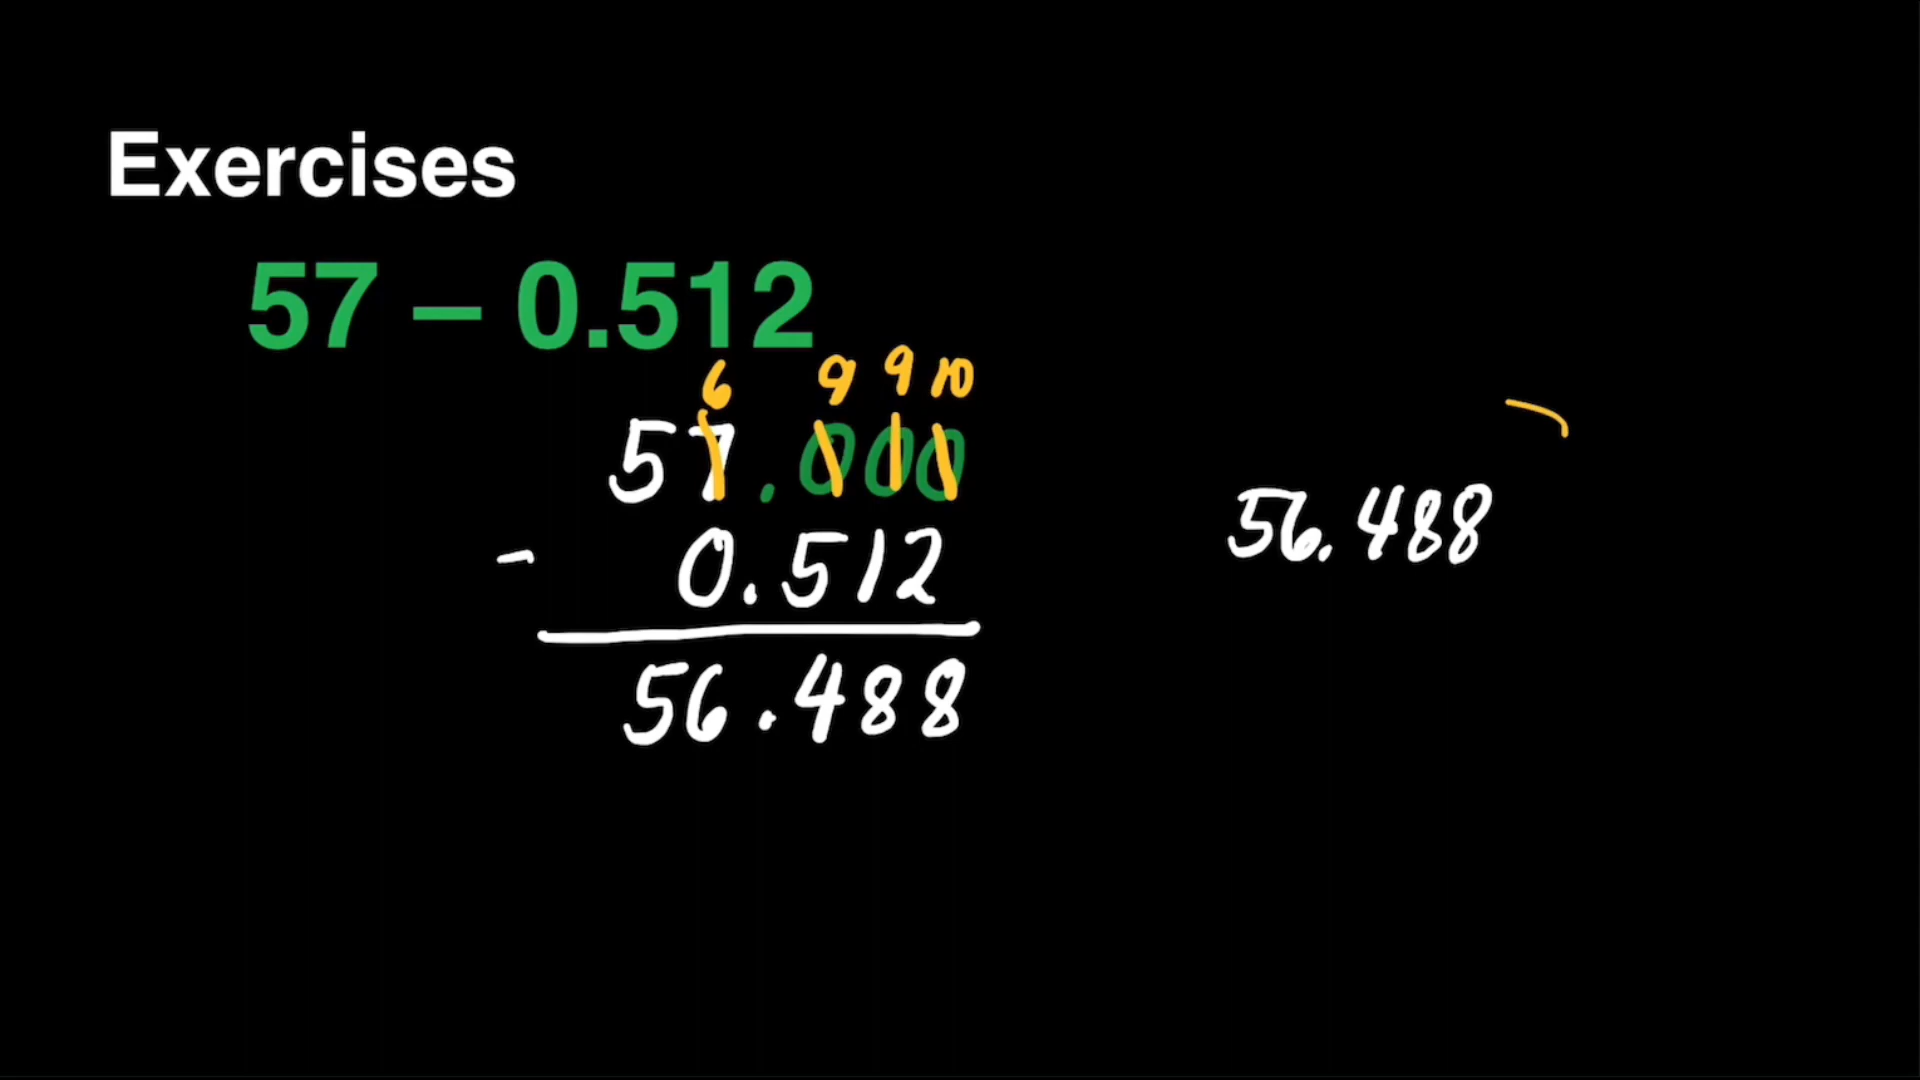 Exercises
57 – 0.512
6 9 9 10
57.000
- 0.512
56.488
56.488